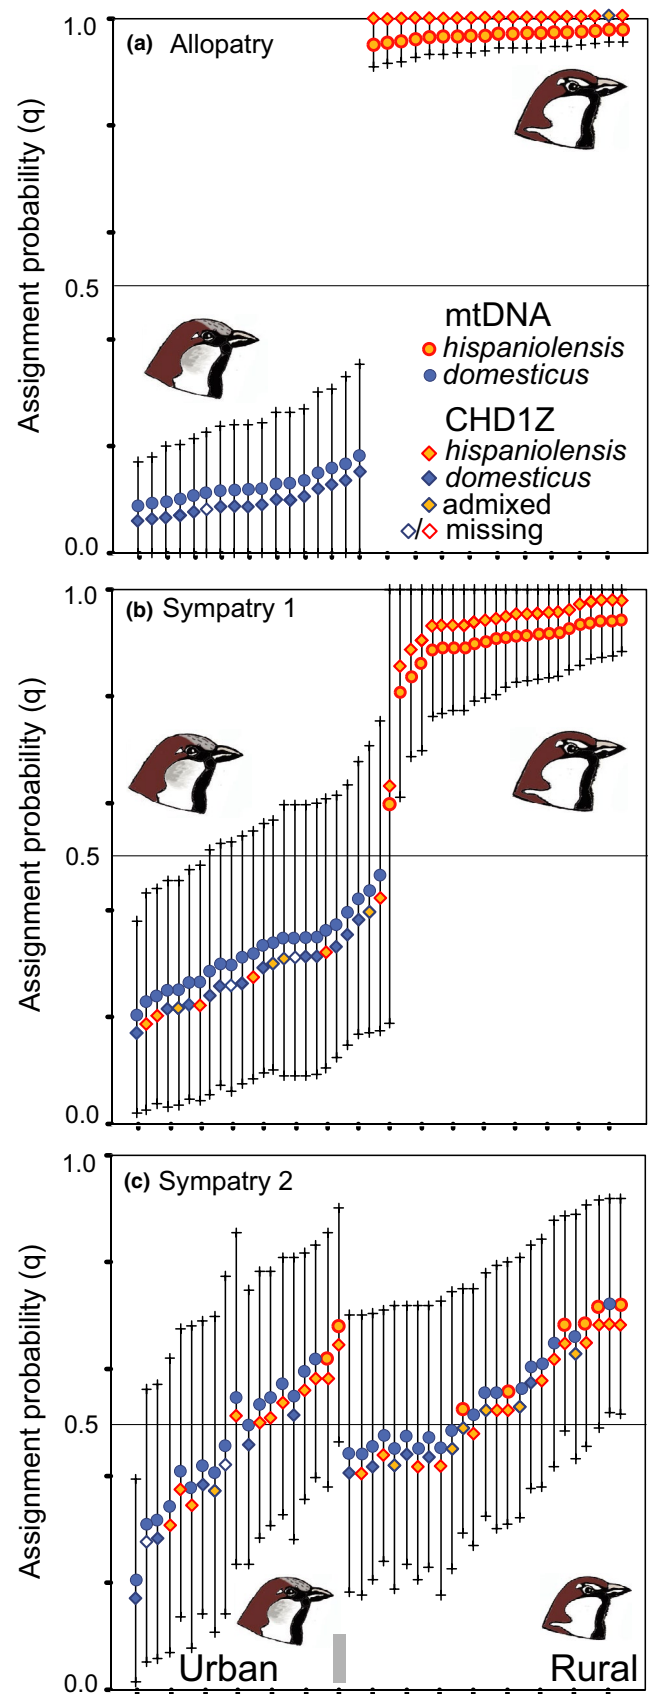 1.0
(a) Allopatry
Assignment probability (q)
0.5
mtDNA
hispaniolensis
domesticus
CHD1Z
hispaniolensis
domesticus
admixed
/ missing
0.0
1.0
(b) Sympatry 1
Assignment probability (q)
0.5
0.0
1.0
(c) Sympatry 2
Assignment probability (q)
0.5
Urban
Rural
0.0